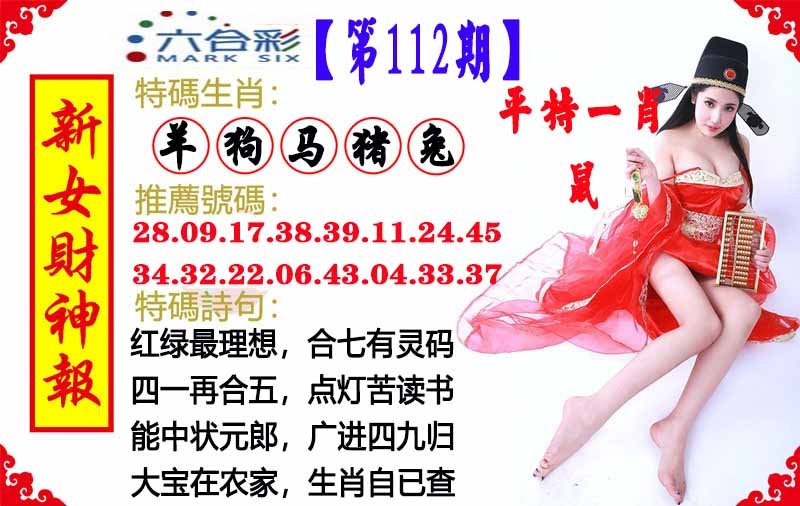 六合彩
MARK SIX
【第112期】
新女財神報
特碼生肖：
羊狗马猪兔
平特一肖
鼠
推薦號碼：
28.09.17.38.39.11.24.45
34.32.22.06.43.04.33.37
特碼詩句：
红绿最理想，合七有灵码
四一再合五，点灯苦读书
能中状元郎，广进四九归
大宝在农家，生肖自已查